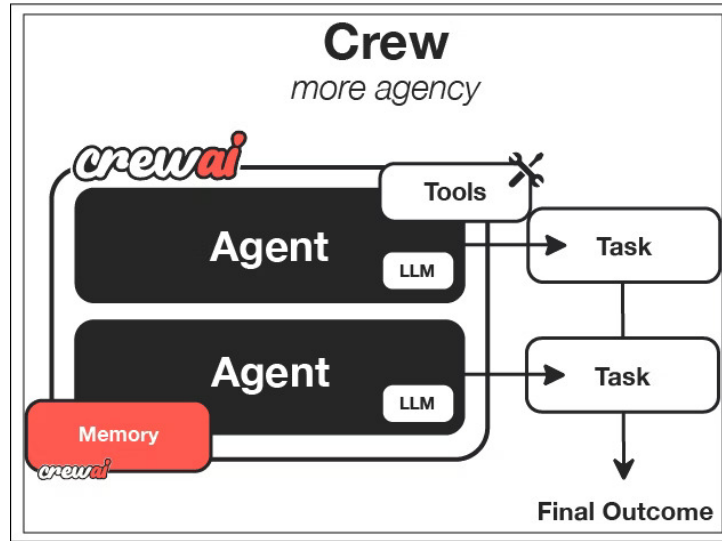 Crew
more agency
crewai
Tools
Agent
LLM
Task
Agent
LLM
Task
Memory
crewai
Final Outcome